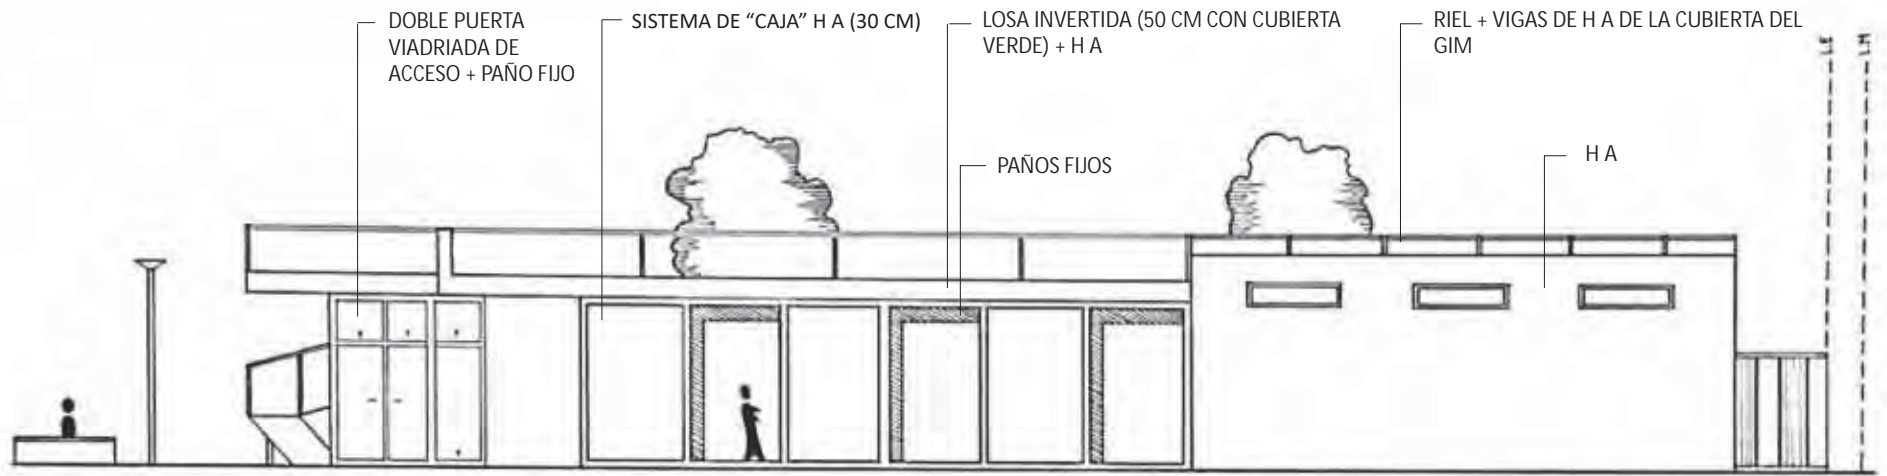 DOBLE PUERTA
VIADRIADA DE
ACCESO + PAÑO FIJO
SISTEMA DE “CAJA” H A (30 CM)
LOSA INVERTIDA (50 CM CON CUBIERTA
VERDE) + H A
RIEL + VIGAS DE H A DE LA CUBIERTA DEL
GIM
PAÑOS FIJOS
H A
L.E
L.M